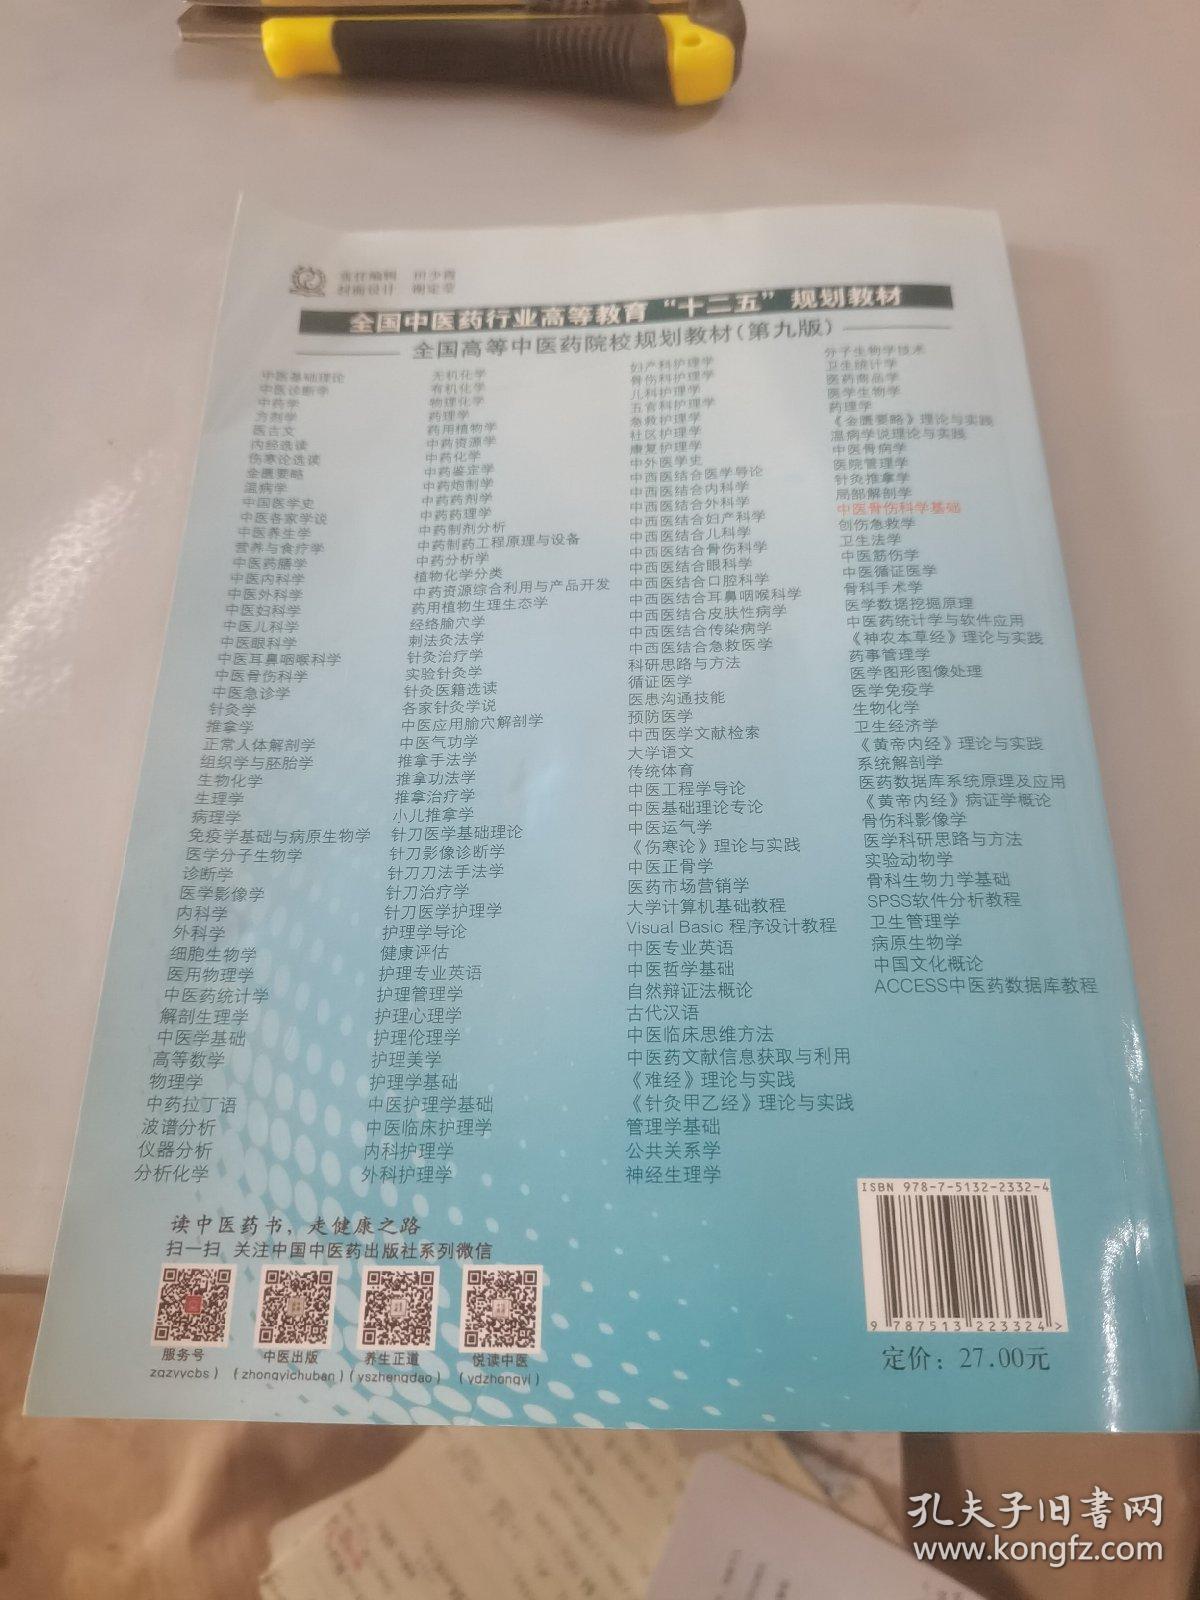 责任编辑
封面设计
全国中医药行业高等教育“十二五”规划教材
全国高等中医药院校规划教材(第九版)
中医基础理论
中医诊断学
中药学
方剂学
医古文
内经选读
伤寒论选读
金匮要略
温病学
中国医学史
中医各家学说
中医养生学
营养与食疗学
中医药膳学
中医内科学
中医外科学
中医妇科学
中医儿科学
中医眼科学
中医耳鼻咽喉科学
中医骨伤科学
中医急诊学
针灸学
推拿学
正常人体解剖学
组织学与胚胎学
生物化学
生理学
病理学
免疫学基础与病原生物学
医学分子生物学
诊断学
医学影像学
内科学
外科学
细胞生物学
医用物理学
中医药统计学
解剖生理学
中医学基础
高等数学
物理学
中药拉丁语
波谱分析
仪器分析
分析化学
无机化学
有机化学
物理化学
药理学
药用植物学
中药资源学
中药化学
中药鉴定学
中药炮制学
中药药剂学
中药药理学
中药制剂分析
中药制药工程原理与设备
中药分析学
植物化学分类
中药资源综合利用与产品开发
药用植物生理生态学
经络腧穴学
刺法灸法学
针灸治疗学
实验针灸学
针灸医籍选读
各家针灸学说
中医应用腧穴解剖学
中医气功学
推拿手法学
推拿功法学
推拿治疗学
小儿推拿学
针刀医学基础理论
针刀影像诊断学
针刀刀法手法学
针刀治疗学
针刀医学护理学
护理学导论
健康评估
护理专业英语
护理管理学
护理心理学
护理伦理学
护理美学
护理学基础
中医护理学基础
中医临床护理学
内科护理学
外科护理学
妇产科护理学
骨伤科护理学
儿科护理学
五官科护理学
急救护理学
社区护理学
康复护理学
中外医学史
中西医结合医学导论
中西医结合内科学
中西医结合外科学
中西医结合妇产科学
中西医结合儿科学
中西医结合骨伤科学
中西医结合眼科学
中西医结合口腔科学
中西医结合耳鼻咽喉科学
中西医结合皮肤性病学
中西医结合传染病学
中西医结合急救医学
科研思路与方法
循证医学
医患沟通技能
预防医学
中西医学文献检索
大学语文
传统体育
中医工程学导论
中医基础理论专论
中医运气学
《伤寒论》理论与实践
中医正骨学
医药市场营销学
大学计算机基础教程
Visual Basic 程序设计教程
中医专业英语
中医哲学基础
自然辩证法概论
古代汉语
中医临床思维方法
中医药文献信息获取与利用
《难经》理论与实践
《针灸甲乙经》理论与实践
管理学基础
公共关系学
神经生理学
分子生物学技术
卫生统计学
医药商品学
医学生物学
药理学
《金匮要略》理论与实践
温病学说理论与实践
中医骨病学
医院管理学
针灸推拿学
局部解剖学
中医骨伤科学基础
创伤急救学
卫生法学
中医筋伤学
中医循证医学
骨科手术学
医学数据挖掘原理
中医药统计学与软件应用
《神农本草经》理论与实践
药事管理学
医学图形图像处理
医学免疫学
生物化学
卫生经济学
《黄帝内经》理论与实践
系统解剖学
医药数据库系统原理及应用
《黄帝内经》病证学概论
骨伤科影像学
医学科研思路与方法
实验动物学
骨科生物力学基础
SPSS软件分析教程
卫生管理学
病原生物学
中国文化概论
ACCESS中医药数据库教程
读中医药书，走健康之路
扫一扫 关注中国中医药出版社系列微信
服务号 中医出版 养生正道 悦读中医
zgzyycbs) (zhongyichuban) (yszhengdao) (ydzhongyi)
ISBN 978-7-5132-2332-4
9 787513 223324 >
定价：27.00元
孔夫子旧书网
www.kongfz.com